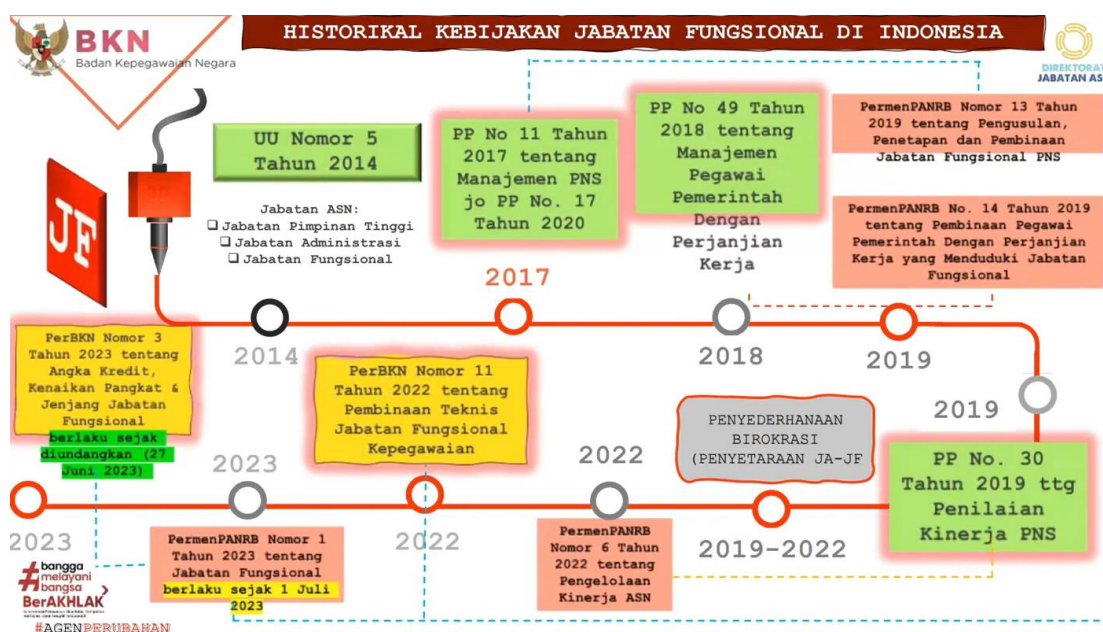 HISTORIKAL KEBIJAKAN JABATAN FUNGSIONAL DI INDONESIA
BKN
Badan Kepegawaian Negara
DIREKTORAT
JABATAN AS
JF
UU Nomor 5
Tahun 2014
Jabatan ASN:
Jabatan Pimpinan Tinggi
Jabatan Administrasi
Jabatan Fungsional
PP No 11 Tahun
2017 tentang
Manajemen PNS
jo PP No. 17
Tahun 2020
PP No 49 Tahun
2018 tentang
Manajemen
Pegawai
Pemerintah
Dengan
Perjanjian
Kerja
PermenPANRB Nomor 13 Tahun
2019 tentang Pengusulan,
Penetapan dan Pembinaan
Jabatan Fungsional PNS
PermenPANRB No. 14 Tahun 2019
tentang Pembinaan Pegawai
Pemerintah Dengan Perjanjian
Kerja yang Menduduki Jabatan
Fungsional
2014
2017
2018
2019
2019
PP No. 30
Tahun 2019 ttg
Penilaian
Kinerja PNS
PENYEDERHANAAN
BIROKRASI
(PENYETARAAN JA-JF
2019-2022
2022
PermenPANRB
Nomor 6 Tahun
2022 tentang
Pengelolaan
Kinerja ASN
PerBKN Nomor 11
Tahun 2022 tentang
Pembinaan Teknis
Jabatan Fungsional
Kepegawaian
2022
2023
PermenPANRB Nomor 1
Tahun 2023 tentang
Jabatan Fungsional
berlaku sejak 1 Juli
2023
PerBKN Nomor 3
Tahun 2023 tentang
Angka Kredit,
Kenaikan Pangkat &
Jenjang Jabatan
Fungsional
berlaku sejak
diundangkan (27
Juni 2023)
2023
# bangga
melayani
bangsa
BerAKHLAK
#AGENPERUBAHAN